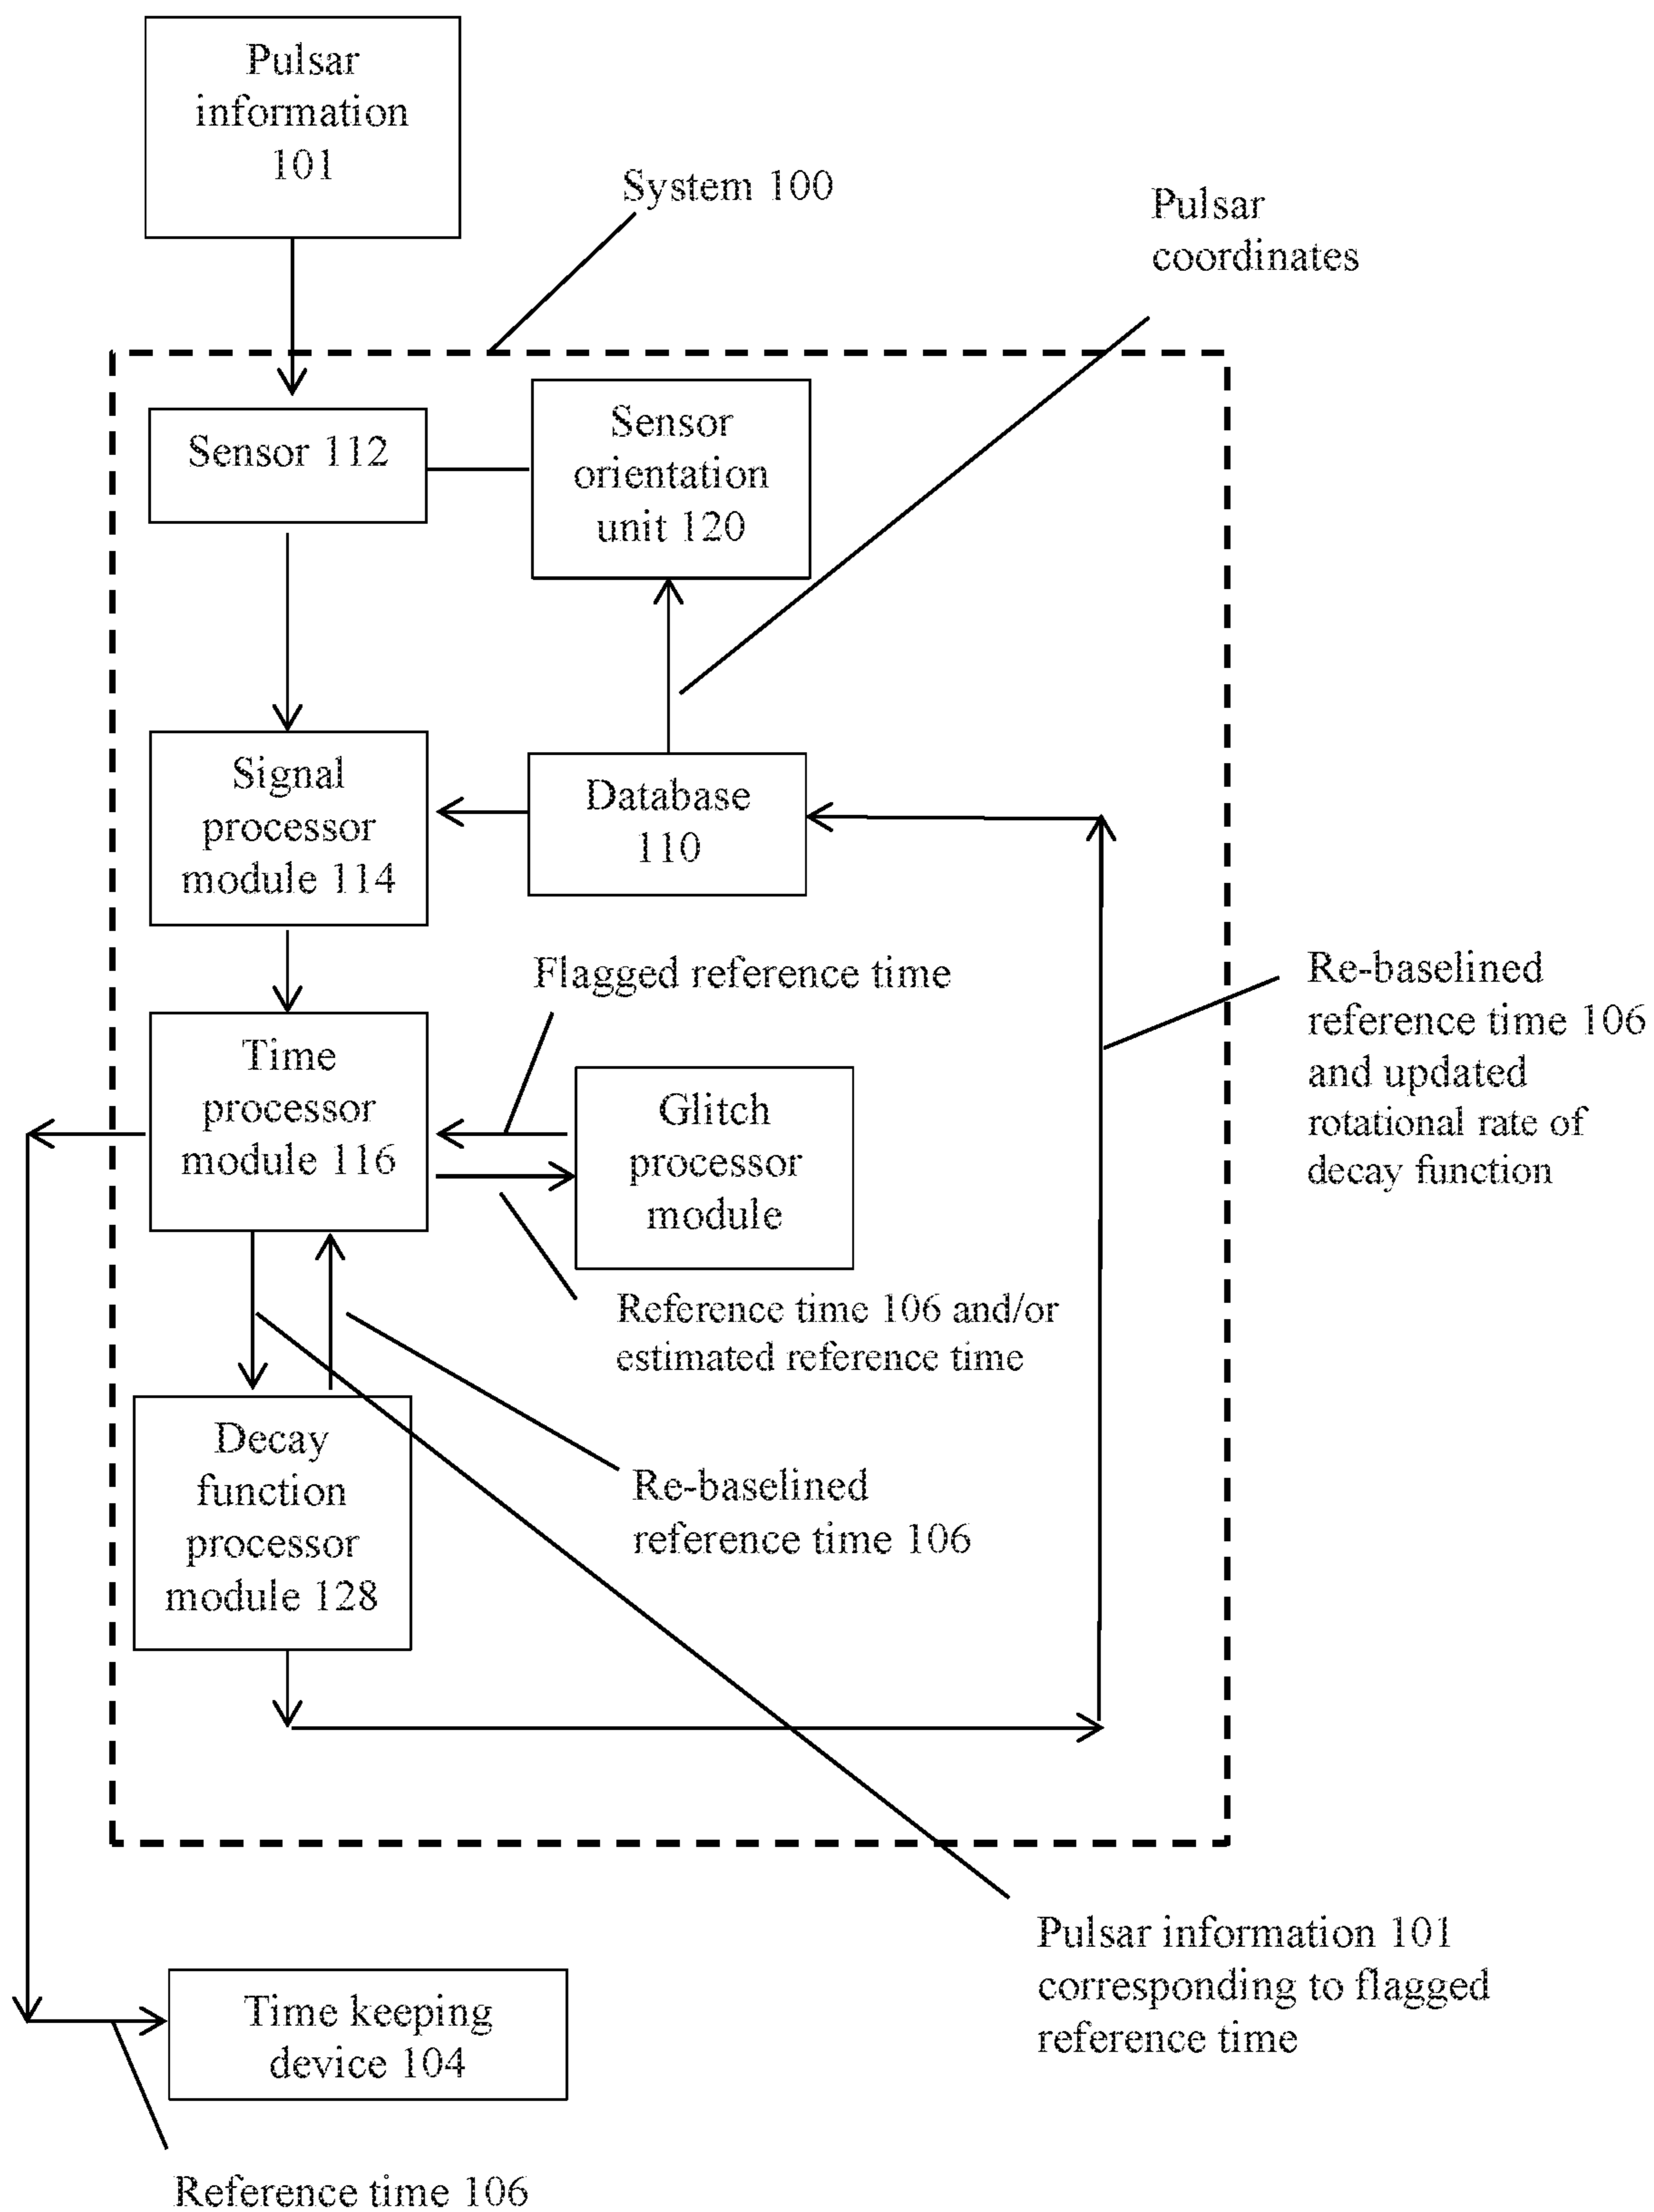 Pulsar
information
101
System 100
Pulsar
coordinates
Sensor 112
Sensor
orientation
unit 120
Signal
processor
module 114
Database
110
Flagged reference time
Re-baselined
reference time 106
and updated
rotational rate of
decay function
Time
processor
module 116
Glitch
processor
module
Reference time 106 and/or
estimated reference time
Decay
function
processor
module 128
Re-baselined
reference time 106
Pulsar information 101
corresponding to flagged
reference time
Time keeping
device 104
Reference time 106